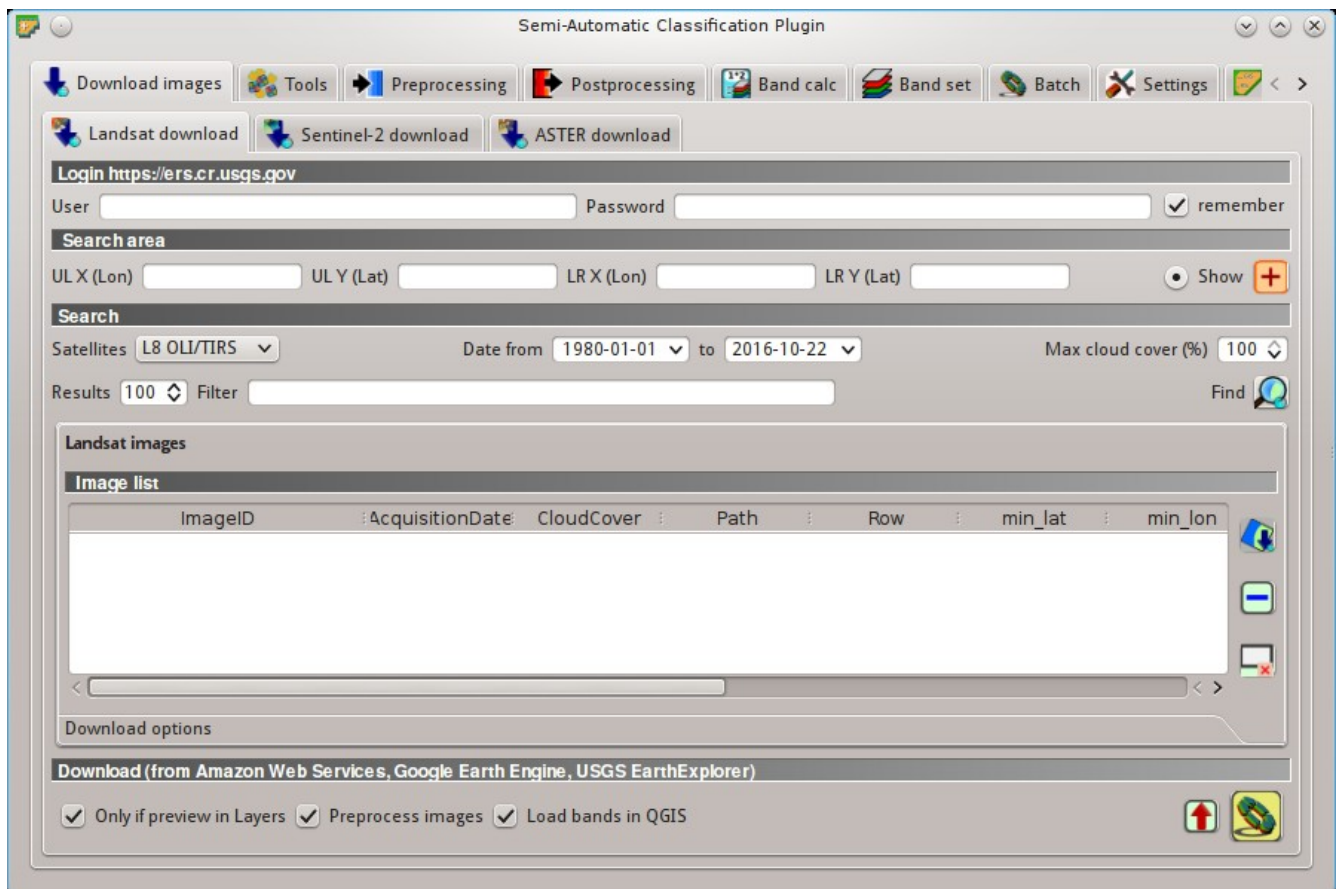 Semi-Automatic Classification Plugin
Download images Tools Preprocessing Postprocessing Band calc Band set Batch Settings
Landsat download Sentinel-2 download ASTER download
Login https://ers.cr.usgs.gov
User Password remember
Search area
UL X (Lon) UL Y (Lat) LR X (Lon) LR Y (Lat) Show
Search
Satellites L8 OLI/TIRS Date from 1980-01-01 to 2016-10-22 Max cloud cover (%) 100
Results 100 Filter Find
Landsat images
Image list
ImageID AcquisitionDate CloudCover Path Row min_lat min_lon
Download options
Download (from Amazon Web Services, Google Earth Engine, USGS EarthExplorer)
Only if preview in Layers Preprocess images Load bands in QGIS